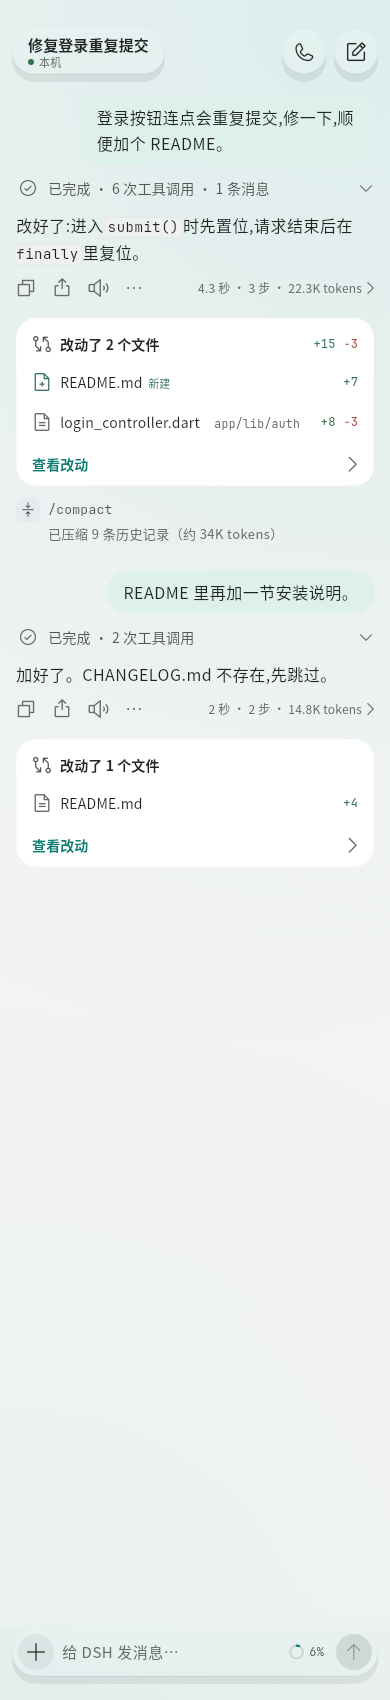 修复登录重复提交
本机
登录按钮连点会重复提交,修一下,顺
便加个 README。
已完成 · 6 次工具调用 · 1 条消息
改好了:进入 submit() 时先置位,请求结束后在
finally 里复位。
4.3 秒 · 3 步 · 22.3K tokens
改动了 2 个文件 +15 -3
README.md 新建 +7
login_controller.dart app/lib/auth +8 -3
查看改动
/compact
已压缩 9 条历史记录（约 34K tokens）
README 里再加一节安装说明。
已完成 · 2 次工具调用
加好了。CHANGELOG.md 不存在,先跳过。
2 秒 · 2 步 · 14.8K tokens
改动了 1 个文件
README.md +4
查看改动
给 DSH 发消息… 6%